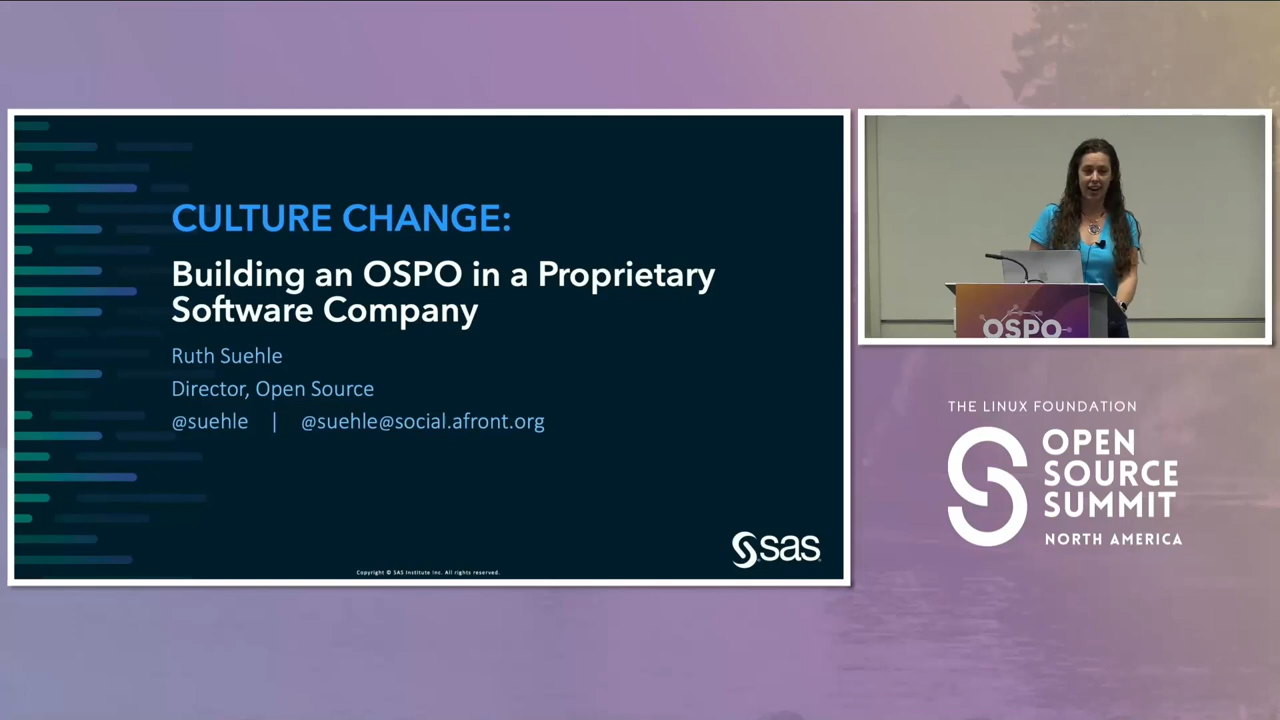 CULTURE CHANGE:
Building an OSPO in a Proprietary
Software Company
Ruth Suehle
Director, Open Source
@suehle | @suehle@social.afront.org
sas
Copyright © SAS Institute Inc. All rights reserved.
OSPO
THE LINUX FOUNDATION
OPEN
SOURCE
SUMMIT
NORTH AMERICA